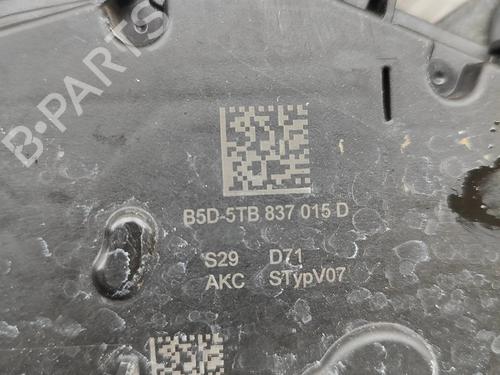 B-PARTS
B5D-5TB 837 015 D
S29 D71
AKC STypV07